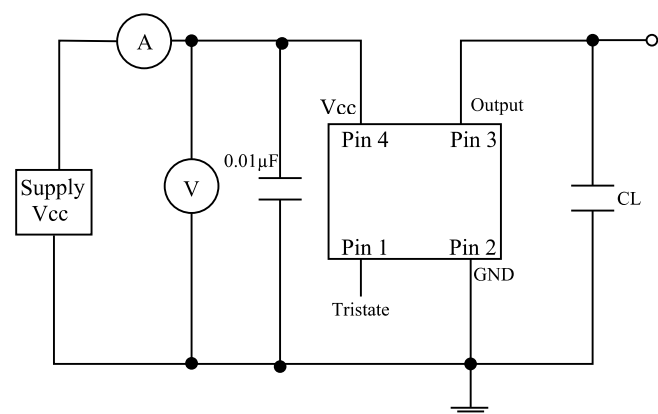 A
Vcc
Output
Pin 4
Pin 3
0.01µF
Supply
Vcc
V
CL
Pin 1
Pin 2
GND
Tristate